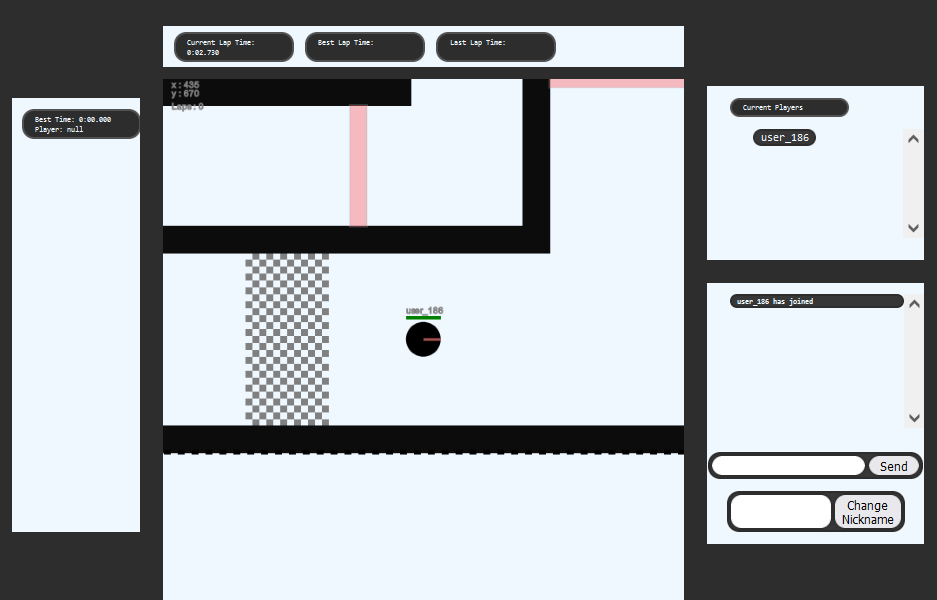 Current Lap Time:
0:02.730
Best Lap Time:
Last Lap Time:
Best Time: 0:00.000
Player: null
x: 435
y: 670
Laps: 0
user_186
Current Players
user_186
user_186 has joined
Send
Change
Nickname